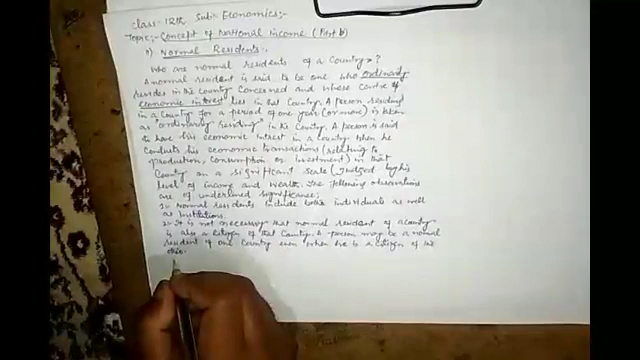 Class:- 12th Sub:- Economics;-
Topic:- Concept of National income (Part b)
a) Normal Residents:-
Who are normal residents of a Country?
A normal resident is said to be one who ordinarily
resides in the country Concerned and whose centre of
economic interest lies in that Country. A person residing
in a Country for a period of one year (or more) is taken
as ordinarily residing in the Country. A person is said
to have his economic interest in a country when he
conducts his economic transactions (relating to
production, consumption or investment) in that
Country on a significant scale (Judged by his
level of income and wealth. The following observations
are of underlined significance;
1:- Normal residents include both individuals as well
as Institutions.
2:- It is not necessary that normal resident of a country
is also a citizen of that Country. A person may be a normal
resident of one Country even when he is a citizen of the